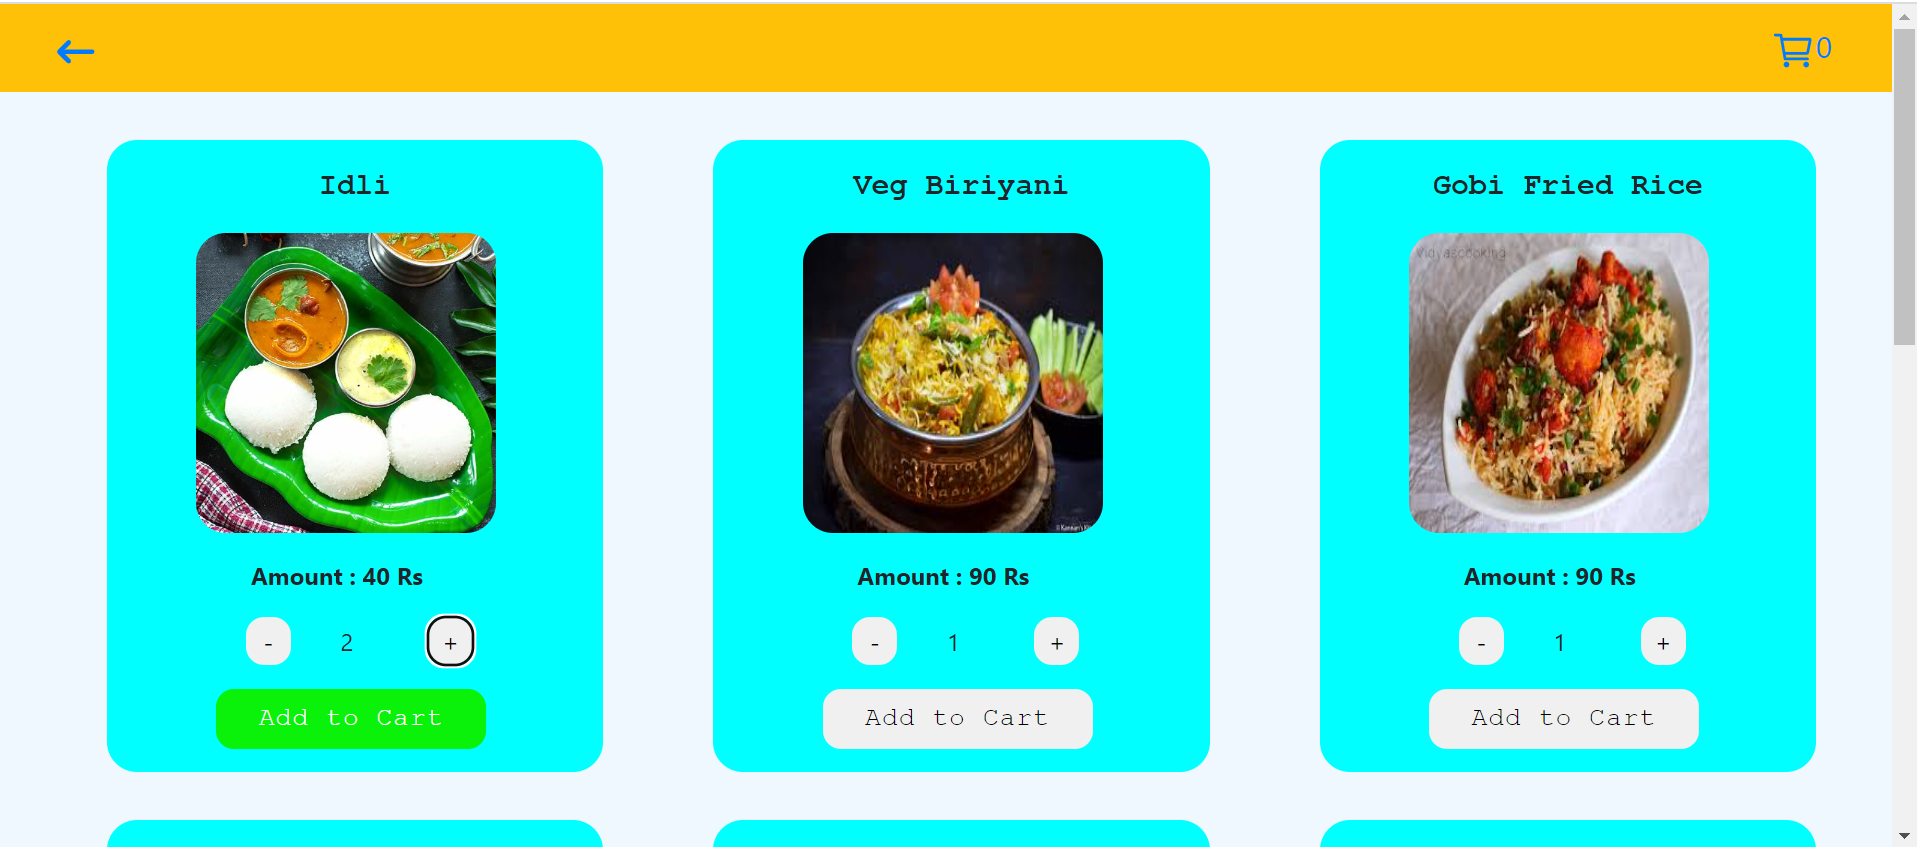 0
Idli
Veg Biriyani
Gobi Fried Rice
Vidyascooking
Amount : 40 Rs
Amount : 90 Rs
Amount : 90 Rs
- 2 +
- 1 +
- 1 +
Add to Cart
Add to Cart
Add to Cart